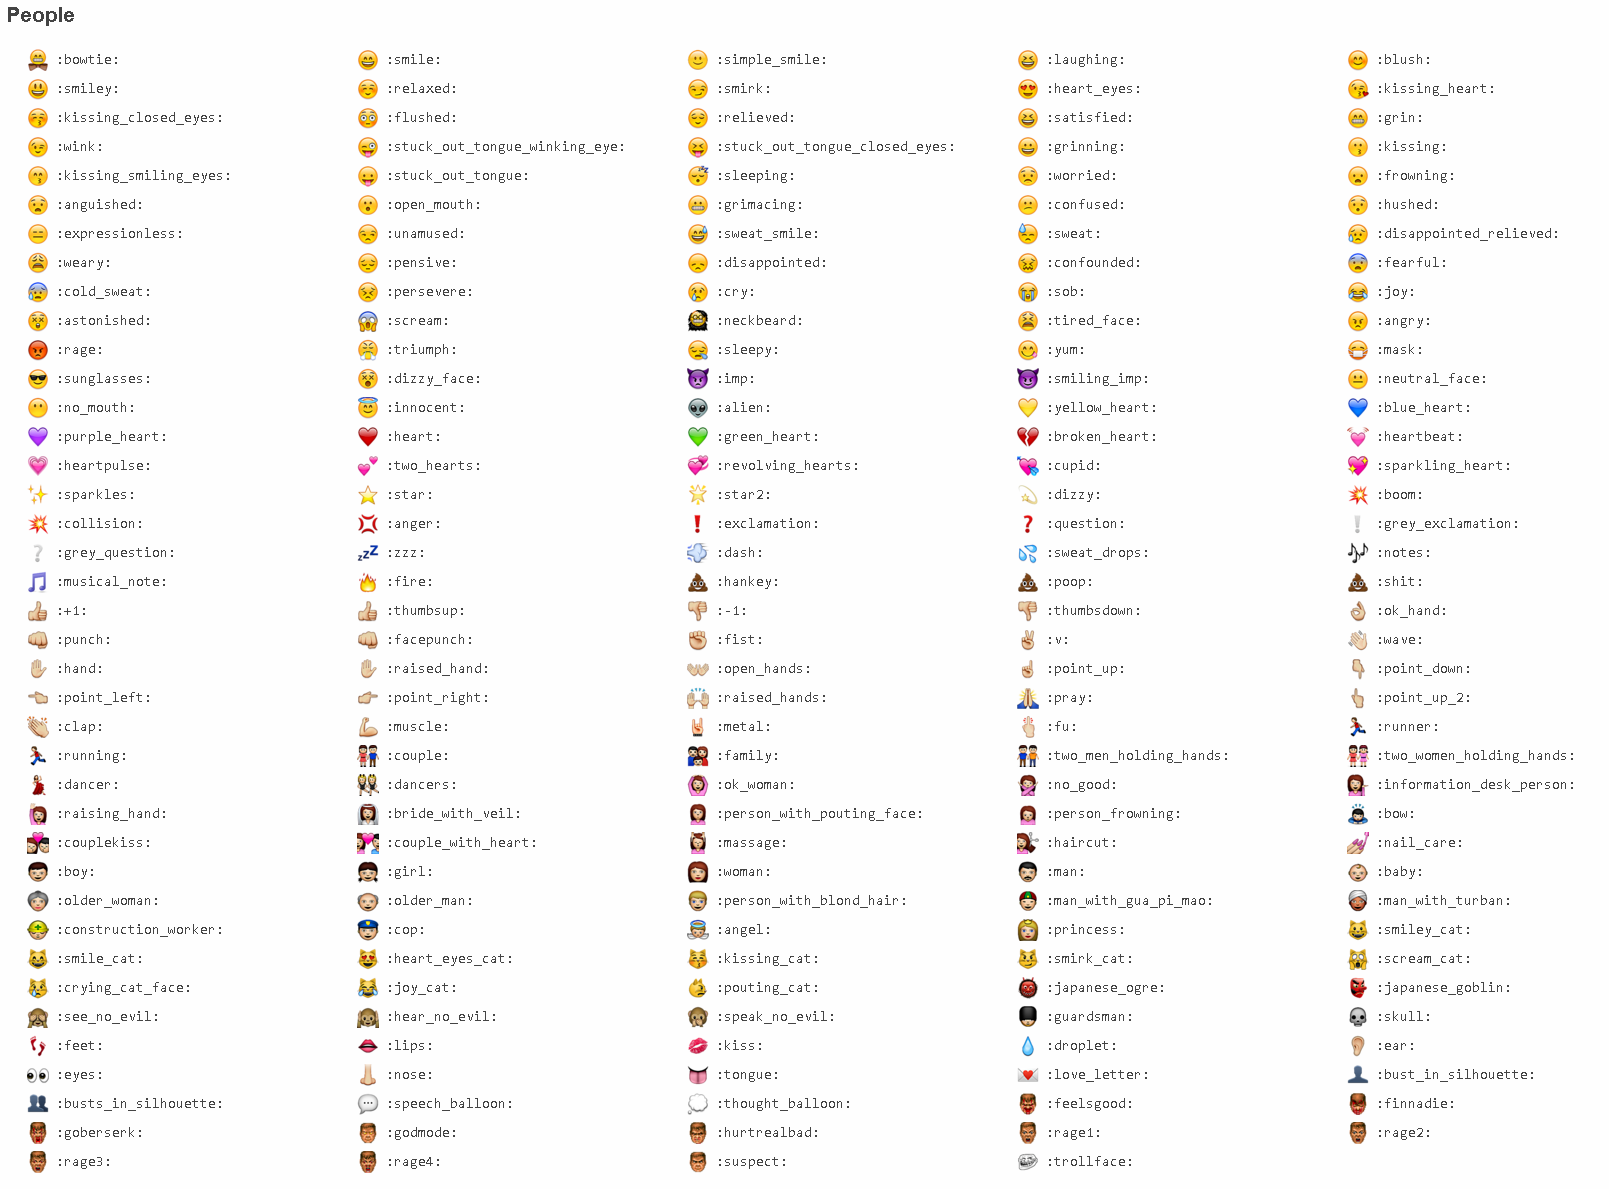 People
:bowtie: :smile: :simple_smile: :laughing: :blush:
:smiley: :relaxed: :smirk: :heart_eyes: :kissing_heart:
:kissing_closed_eyes: :flushed: :relieved: :satisfied: :grin:
:wink: :stuck_out_tongue_winking_eye: :stuck_out_tongue_closed_eyes: :grinning: :kissing:
:kissing_smiling_eyes: :stuck_out_tongue: :sleeping: :worried: :frowning:
:anguished: :open_mouth: :grimacing: :confused: :hushed:
:expressionless: :unamused: :sweat_smile: :sweat: :disappointed_relieved:
:weary: :pensive: :disappointed: :confounded: :fearful:
:cold_sweat: :persevere: :cry: :sob: :joy:
:astonished: :scream: :neckbeard: :tired_face: :angry:
:rage: :triumph: :sleepy: :yum: :mask:
:sunglasses: :dizzy_face: :imp: :smiling_imp: :neutral_face:
:no_mouth: :innocent: :alien: :yellow_heart: :blue_heart:
:purple_heart: :heart: :green_heart: :broken_heart: :heartbeat:
:heartpulse: :two_hearts: :revolving_hearts: :cupid: :sparkling_heart:
:sparkles: :star: :star2: :dizzy: :boom:
:collision: :anger: :exclamation: :question: :grey_exclamation:
:grey_question: :zzz: :dash: :sweat_drops: :notes:
:musical_note: :fire: :hankey: :poop: :shit:
:+1: :thumbsup: :-1: :thumbsdown: :ok_hand:
:punch: :facepunch: :fist: :v: :wave:
:hand: :raised_hand: :open_hands: :point_up: :point_down:
:point_left: :point_right: :raised_hands: :pray: :point_up_2:
:clap: :muscle: :metal: :fu: :runner:
:running: :couple: :family: :two_men_holding_hands: :two_women_holding_hands:
:dancer: :dancers: :ok_woman: :no_good: :information_desk_person:
:raising_hand: :bride_with_veil: :person_with_pouting_face: :person_frowning: :bow:
:couplekiss: :couple_with_heart: :massage: :haircut: :nail_care:
:boy: :girl: :woman: :man: :baby:
:older_woman: :older_man: :person_with_blond_hair: :man_with_gua_pi_mao: :man_with_turban:
:construction_worker: :cop: :angel: :princess: :smiley_cat:
:smile_cat: :heart_eyes_cat: :kissing_cat: :smirk_cat: :scream_cat:
:crying_cat_face: :joy_cat: :pouting_cat: :japanese_ogre: :japanese_goblin:
:see_no_evil: :hear_no_evil: :speak_no_evil: :guardsman: :skull:
:feet: :lips: :kiss: :droplet: :ear:
:eyes: :nose: :tongue: :love_letter: :bust_in_silhouette:
:busts_in_silhouette: :speech_balloon: :thought_balloon: :feelsgood: :finnadie:
:goberserk: :godmode: :hurtrealbad: :rage1: :rage2:
:rage3: :rage4: :suspect: :trollface: